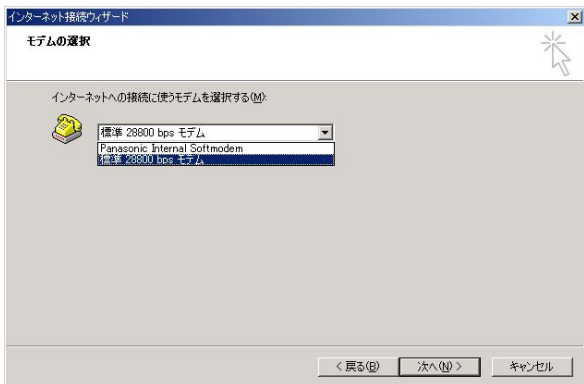 インターネット接続ウィザード
モデムの選択
インターネットへの接続に使うモデムを選択する(M):
標準 28800 bps モデム
Panasonic Internal Softmodem
標準 28800 bps モデム
< 戻る(B)
次へ(N) >
キャンセル